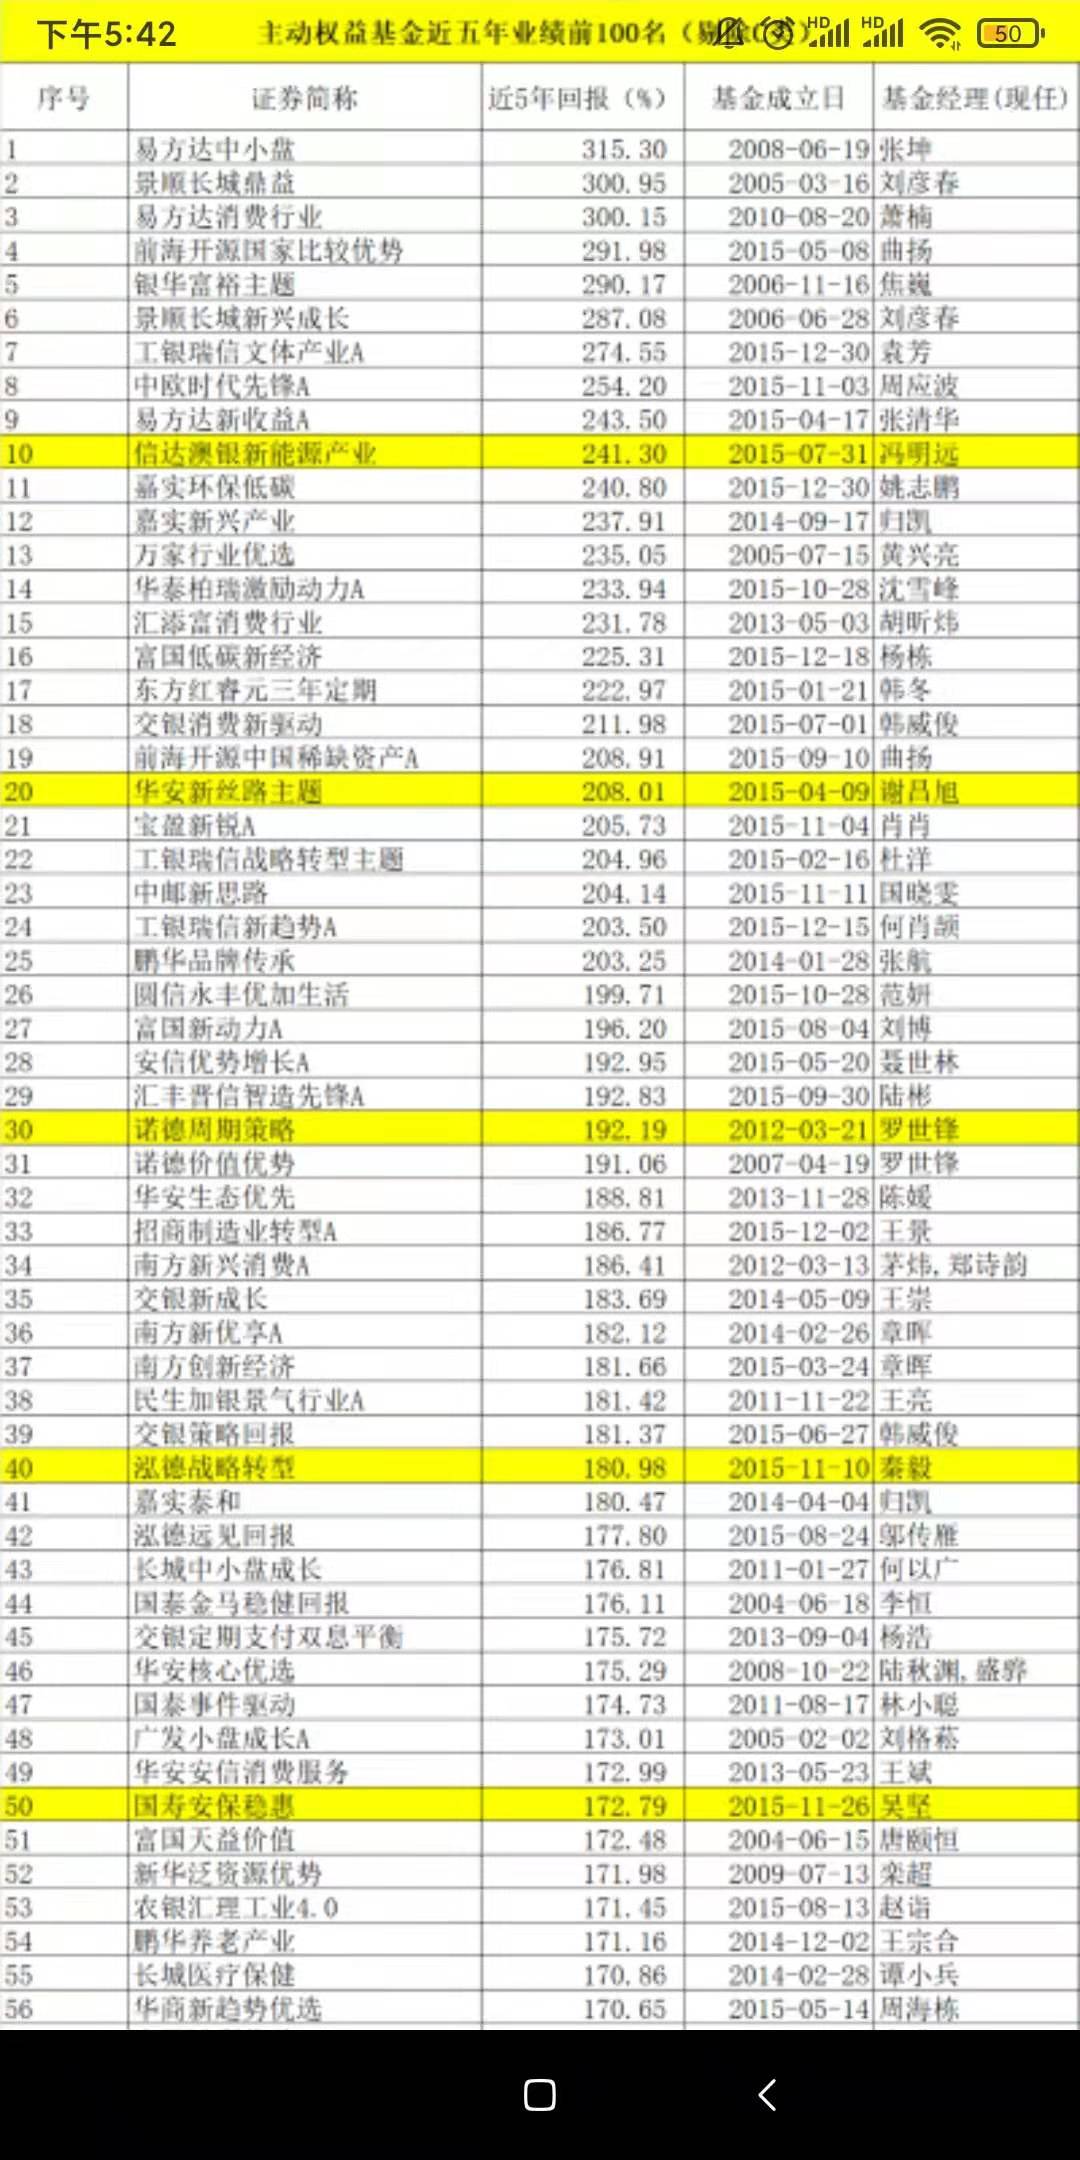 下午5:42 主动权益基金近五年业绩前100名 HD HD 50
序号 证券简称 近5年回报（%） 基金成立日 基金经理(现任)
1 易方达中小盘 315.30 2008-06-19 张坤
2 景顺长城鼎益 300.95 2005-03-16 刘彦春
3 易方达消费行业 300.15 2010-08-20 萧楠
4 前海开源国家比较优势 291.98 2015-05-08 曲扬
5 银华富裕主题 290.17 2006-11-16 焦巍
6 景顺长城新兴成长 287.08 2006-06-28 刘彦春
7 工银瑞信文体产业A 274.55 2015-12-30 袁芳
8 中欧时代先锋A 254.20 2015-11-03 周应波
9 易方达新收益A 243.50 2015-04-17 张清华
10 信达澳银新能源产业 241.30 2015-07-31 冯明远
11 嘉实环保低碳 240.80 2015-12-30 姚志鹏
12 嘉实新兴产业 237.91 2014-09-17 归凯
13 万家行业优选 235.05 2005-07-15 黄兴亮
14 华泰柏瑞激励动力A 233.94 2015-10-28 沈雪峰
15 汇添富消费行业 231.78 2013-05-03 胡昕炜
16 富国低碳新经济 225.31 2015-12-18 杨栋
17 东方红睿元三年定期 222.97 2015-01-21 韩冬
18 交银消费新驱动 211.98 2015-07-01 韩威俊
19 前海开源中国稀缺资产A 208.91 2015-09-10 曲扬
20 华安新丝路主题 208.01 2015-04-09 谢昌旭
21 宝盈新锐A 205.73 2015-11-04 肖肖
22 工银瑞信战略转型主题 204.96 2015-02-16 杜洋
23 中邮新思路 204.14 2015-11-11 国晓雯
24 工银瑞信新趋势A 203.50 2015-12-15 何肖颉
25 鹏华品牌传承 203.25 2014-01-28 张航
26 圆信永丰优加生活 199.71 2015-10-28 范妍
27 富国新动力A 196.20 2015-08-04 刘博
28 安信优势增长A 192.95 2015-05-20 聂世林
29 汇丰晋信智造先锋A 192.83 2015-09-30 陆彬
30 诺德周期策略 192.19 2012-03-21 罗世锋
31 诺德价值优势 191.06 2007-04-19 罗世锋
32 华安生态优先 188.81 2013-11-28 陈媛
33 招商制造业转型A 186.77 2015-12-02 王景
34 南方新兴消费A 186.41 2012-03-13 茅炜,郑诗韵
35 交银新成长 183.69 2014-05-09 王崇
36 南方新优享A 182.12 2014-02-26 章晖
37 南方创新经济 181.66 2015-03-24 章晖
38 民生加银景气行业A 181.42 2011-11-22 王亮
39 交银策略回报 181.37 2015-06-27 韩威俊
40 泓德战略转型 180.98 2015-11-10 秦毅
41 嘉实泰和 180.47 2014-04-04 归凯
42 泓德远见回报 177.80 2015-08-24 邬传雁
43 长城中小盘成长 176.81 2011-01-27 何以广
44 国泰金马稳健回报 176.11 2004-06-18 李恒
45 交银定期支付双息平衡 175.72 2013-09-04 杨浩
46 华安核心优选 175.29 2008-10-22 陆秋渊,盛骅
47 国泰事件驱动 174.73 2011-08-17 林小聪
48 广发小盘成长A 173.01 2005-02-02 刘格菘
49 华安安信消费服务 172.99 2013-05-23 王斌
50 国寿安保稳惠 172.79 2015-11-26 吴坚
51 富国天益价值 172.48 2004-06-15 唐颐恒
52 新华泛资源优势 171.98 2009-07-13 栾超
53 农银汇理工业4.0 171.45 2015-08-13 赵诣
54 鹏华养老产业 171.16 2014-12-02 王宗合
55 长城医疗保健 170.86 2014-02-28 谭小兵
56 华商新趋势优选 170.65 2015-05-14 周海栋